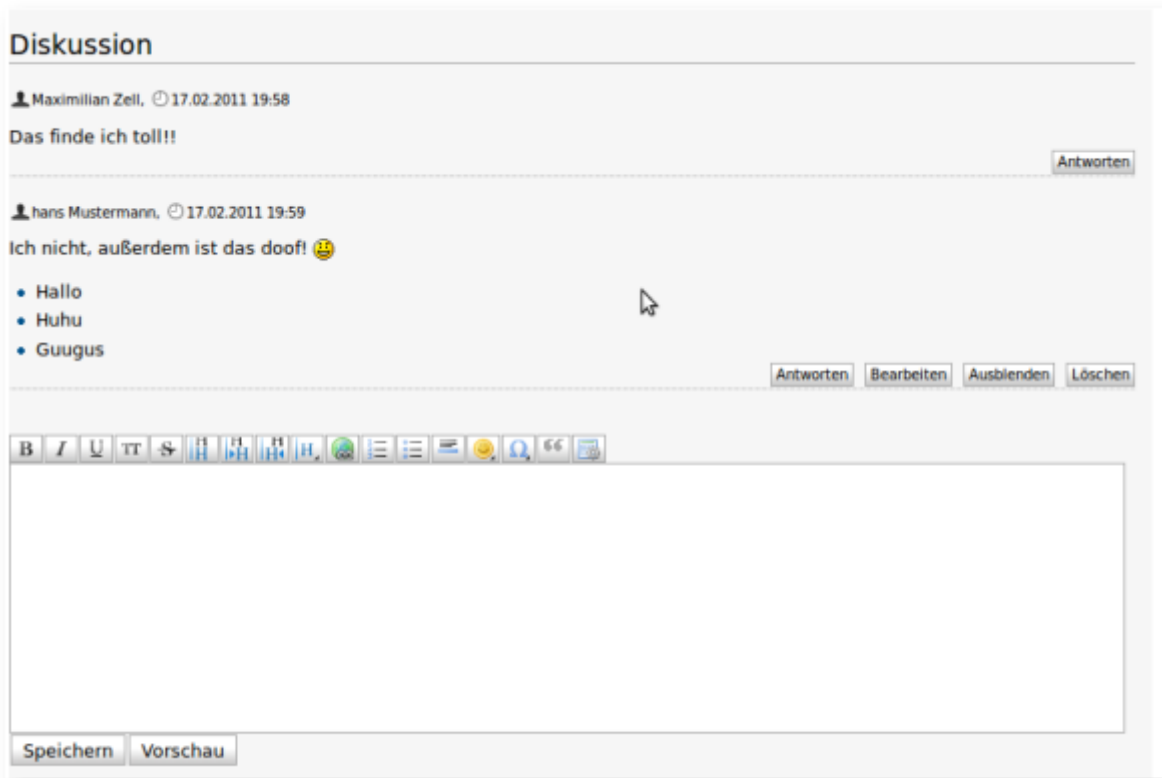 Diskussion
Maximilian Zell, 17.02.2011 19:58
Das finde ich toll!!
Antworten
hans Mustermann, 17.02.2011 19:59
Ich nicht, außerdem ist das doof!
Hallo
Huhu
Guugus
Antworten Bearbeiten Ausblenden Löschen
B I U TT S H H H H Ω “
Speichern Vorschau